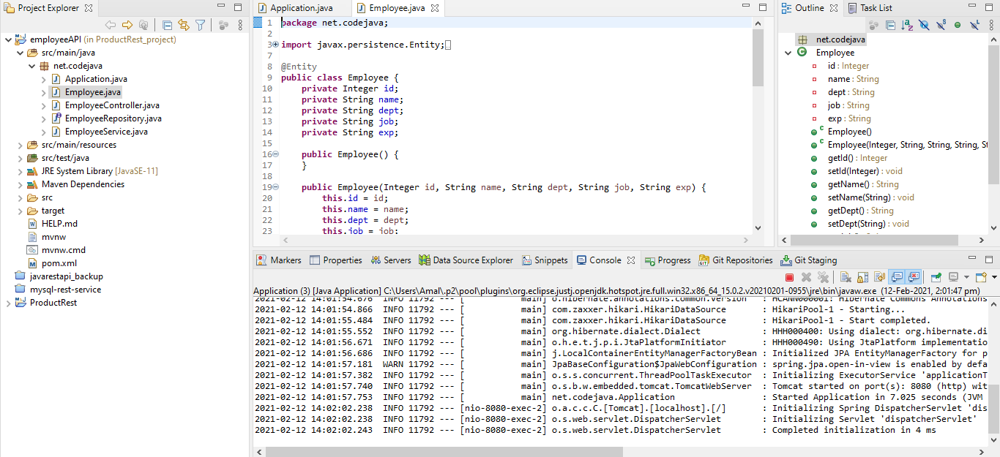 Project Explorer
employeeAPI (in ProductRest_project)
src/main/java
net.codejava
Application.java
Employee.java
EmployeeController.java
EmployeeRepository.java
EmployeeService.java
src/main/resources
src/test/java
JRE System Library [JavaSE-11]
Maven Dependencies
src
target
HELP.md
mvnw
mvnw.cmd
pom.xml
javarestapi_backup
mysql-rest-service
ProductRest
Application.java Employee.java
1 package net.codejava;
2
3 import javax.persistence.Entity;
7
8 @Entity
9 public class Employee {
10 private Integer id;
11 private String name;
12 private String dept;
13 private String job;
14 private String exp;
15
16 public Employee() {
17 }
18
19 public Employee(Integer id, String name, String dept, String job, String exp) {
20 this.id = id;
21 this.name = name;
22 this.dept = dept;
23 this.job = job;
Outline Task List
net.codejava
Employee
id : Integer
name : String
dept : String
job : String
exp : String
Employee()
Employee(Integer, String, String, String, St
getId() : Integer
setId(Integer) : void
getName() : String
setName(String) : void
getDept() : String
setDept(String) : void
Markers Properties Servers Data Source Explorer Snippets Console Progress Git Repositories Git Staging
Application (3) [Java Application] C:\Users\Amal\.p2\pool\plugins\org.eclipse.justj.openjdk.hotspot.jre.full.win32.x86_64_15.0.2.v20210201-0955\jre\bin\javaw.exe (12-Feb-2021, 2:01:47 pm)
2021-02-12 14:01:54.676 INFO 11792 --- [ main] o.hibernate.annotations.common.Version : HCANN000001: Hibernate Commons Annotations
2021-02-12 14:01:54.866 INFO 11792 --- [ main] com.zaxxer.hikari.HikariDataSource : HikariPool-1 - Starting...
2021-02-12 14:01:55.484 INFO 11792 --- [ main] com.zaxxer.hikari.HikariDataSource : HikariPool-1 - Start completed.
2021-02-12 14:01:55.552 INFO 11792 --- [ main] org.hibernate.dialect.Dialect : HHH000400: Using dialect: org.hibernate.di
2021-02-12 14:01:56.671 INFO 11792 --- [ main] o.h.e.t.j.p.i.JtaPlatformInitiator : HHH000490: Using JtaPlatform implementatio
2021-02-12 14:01:56.686 INFO 11792 --- [ main] j.LocalContainerEntityManagerFactoryBean : Initialized JPA EntityManagerFactory for p
2021-02-12 14:01:57.181 WARN 11792 --- [ main] JpaBaseConfiguration$JpaWebConfiguration : spring.jpa.open-in-view is enabled by defa
2021-02-12 14:01:57.382 INFO 11792 --- [ main] o.s.s.concurrent.ThreadPoolTaskExecutor : Initializing ExecutorService 'applicationT
2021-02-12 14:01:57.740 INFO 11792 --- [ main] o.s.b.w.embedded.tomcat.TomcatWebServer : Tomcat started on port(s): 8080 (http) wit
2021-02-12 14:01:57.753 INFO 11792 --- [ main] net.codejava.Application : Started Application in 7.025 seconds (JVM
2021-02-12 14:02:02.238 INFO 11792 --- [nio-8080-exec-2] o.a.c.c.C.[Tomcat].[localhost].[/] : Initializing Spring DispatcherServlet 'dis
2021-02-12 14:02:02.238 INFO 11792 --- [nio-8080-exec-2] o.s.web.servlet.DispatcherServlet : Initializing Servlet 'dispatcherServlet'
2021-02-12 14:02:02.243 INFO 11792 --- [nio-8080-exec-2] o.s.web.servlet.DispatcherServlet : Completed initialization in 4 ms